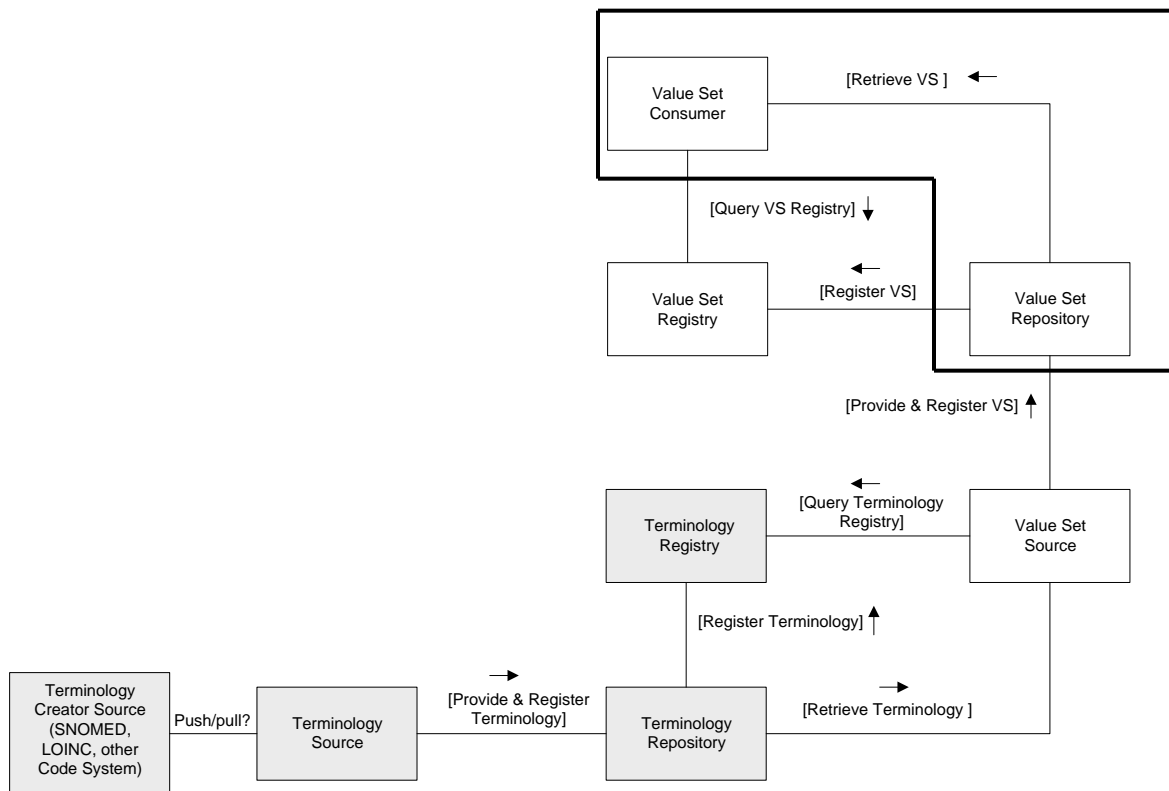 Value Set
Consumer
[Retrieve VS ]
[Query VS Registry]
Value Set
Registry
[Register VS]
Value Set
Repository
[Provide & Register VS]
Terminology
Registry
[Query Terminology
Registry]
Value Set
Source
[Register Terminology]
Terminology
Creator Source
(SNOMED,
LOINC, other
Code System)
Push/pull?
Terminology
Source
[Provide & Register
Terminology]
Terminology
Repository
[Retrieve Terminology ]